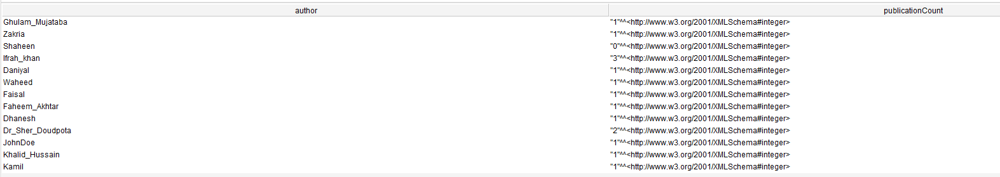 author publicationCount
Ghulam_Mujataba "1"^^<http://www.w3.org/2001/XMLSchema#integer>
Zakria "1"^^<http://www.w3.org/2001/XMLSchema#integer>
Shaheen "0"^^<http://www.w3.org/2001/XMLSchema#integer>
Ifrah_khan "3"^^<http://www.w3.org/2001/XMLSchema#integer>
Daniyal "1"^^<http://www.w3.org/2001/XMLSchema#integer>
Waheed "1"^^<http://www.w3.org/2001/XMLSchema#integer>
Faisal "1"^^<http://www.w3.org/2001/XMLSchema#integer>
Faheem_Akhtar "1"^^<http://www.w3.org/2001/XMLSchema#integer>
Dhanesh "1"^^<http://www.w3.org/2001/XMLSchema#integer>
Dr_Sher_Doudpota "2"^^<http://www.w3.org/2001/XMLSchema#integer>
JohnDoe "1"^^<http://www.w3.org/2001/XMLSchema#integer>
Khalid_Hussain "1"^^<http://www.w3.org/2001/XMLSchema#integer>
Kamil "1"^^<http://www.w3.org/2001/XMLSchema#integer>